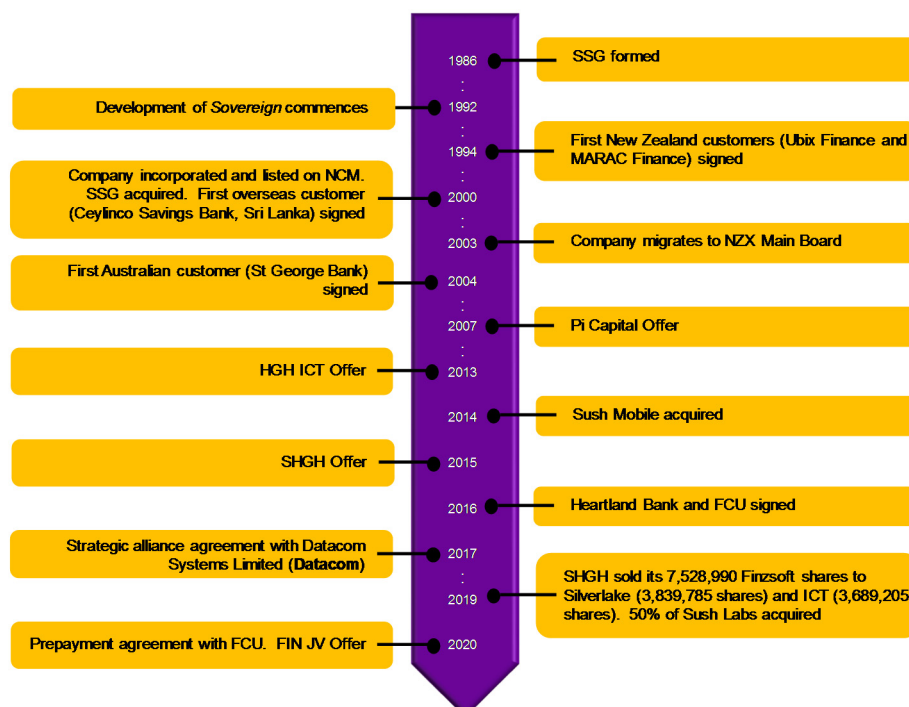 1986
SSG formed
Development of Sovereign commences
1992
1994
First New Zealand customers (Ubix Finance and
MARAC Finance) signed
Company incorporated and listed on NCM.
SSG acquired. First overseas customer
(Ceylinco Savings Bank, Sri Lanka) signed
2000
2003
Company migrates to NZX Main Board
First Australian customer (St George Bank)
signed
2004
2007
Pi Capital Offer
HGH ICT Offer
2013
2014
Sush Mobile acquired
SHGH Offer
2015
2016
Heartland Bank and FCU signed
Strategic alliance agreement with Datacom
Systems Limited (Datacom)
2017
2019
SHGH sold its 7,528,990 Finzsoft shares to
Silverlake (3,839,785 shares) and ICT (3,689,205
shares). 50% of Sush Labs acquired
Prepayment agreement with FCU. FIN JV Offer
2020